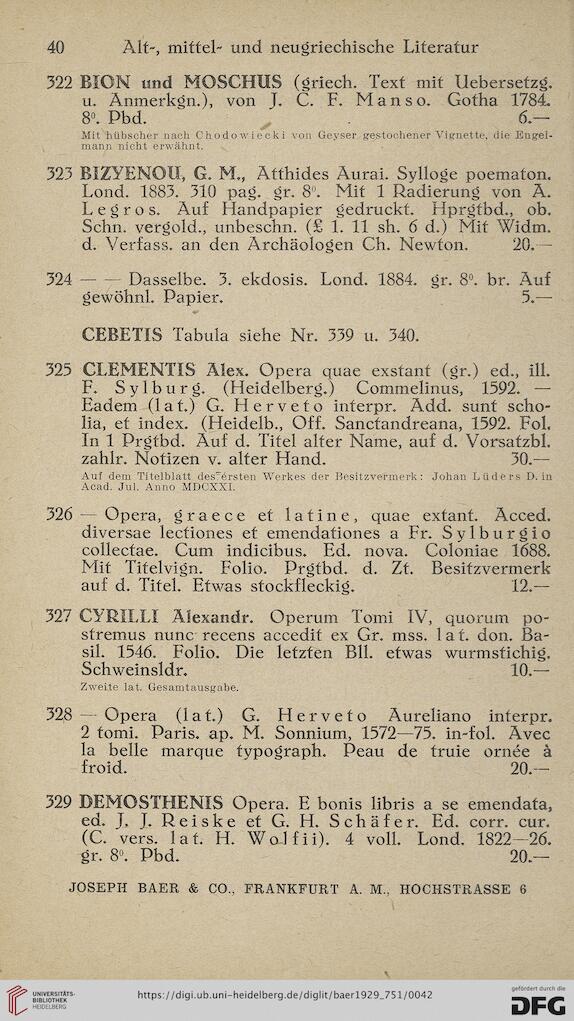 40 Alt-, mittel- und neugriechische Literatur
322 BION und MOSCHUS (griech. Text mit Uebersetzg.
u. Anmerkgn.), von J. C. F. Manso. Gotha 1784.
8⁰. Pbd. 6.—
Mit hübscher nach Chodowiecki von Geyser gestochener Vignette, die Engel-
mann nicht erwähnt.
323 BIZYENOU, G. M., Atthides Aurai. Sylloge poematon.
Lond. 1883. 310 pag. gr. 8⁰. Mit 1 Radierung von A.
Legros. Auf Handpapier gedruckt. Hprgtbd., ob.
Schn. vergold., unbeschn. (£ 1. 11 sh. 6 d.) Mit Widm.
d. Verfass. an den Archäologen Ch. Newton. 20.—
324 — — Dasselbe. 3. ekdosis. Lond. 1884. gr. 8⁰. br. Auf
gewöhnl. Papier. 5.—
CEBETIS Tabula siehe Nr. 339 u. 340.
325 CLEMENTIS Alex. Opera quae exstant (gr.) ed., ill.
F. Sylburg. (Heidelberg.) Commelinus, 1592. —
Eadem (lat.) G. Herveto interpr. Add. sunt scho-
lia, et index. (Heidelb., Off. Sanctandreana, 1592. Fol.
In 1 Prgtbd. Auf d. Titel alter Name, auf d. Vorsatzbl.
zahlr. Notizen v. alter Hand. 30.—
Auf dem Titelblatt des ersten Werkes der Besitzvermerk: Johan Lüders D. in
Acad. Jul. Anno MDCXXI.
326 — Opera, graece et latine, quae extant. Acced.
diversae lectiones et emendationes a Fr. Sylburgio
collectae. Cum indicibus. Ed. nova. Coloniae 1688.
Mit Titelvign. Folio. Prgtbd. d. Zt. Besitzvermerk
auf d. Titel. Etwas stockfleckig. 12.—
327 CYRILLI Alexandr. Operum Tomi IV, quorum po-
stremus nunc recens accedit ex Gr. mss. lat. don. Ba-
sil. 1546. Folio. Die letzten Bll. etwas wurmstichig.
Schweinsldr. 10.—
Zweite lat. Gesamtausgabe.
328 — Opera (lat.) G. Herveto Aureliano interpr.
2 tomi. Paris. ap. M. Sonnium, 1572—75. in-fol. Avec
la belle marque typograph. Peau de truie ornée à
froid. 20.—
329 DEMOSTHENIS Opera. E bonis libris a se emendata,
ed. J. J. Reiske et G. H. Schäfer. Ed. corr. cur.
(C. vers. lat. H. Wolfii). 4 voll. Lond. 1822—26.
gr. 8⁰. Pbd. 20.—
JOSEPH BAER & CO., FRANKFURT A. M., HOCHSTRASSE 6
UNIVERSITÄTS-
BIBLIOTHEK
HEIDELBERG
https://digi.ub.uni-heidelberg.de/diglit/baer1929_751/0042
gefördert durch die
DFG